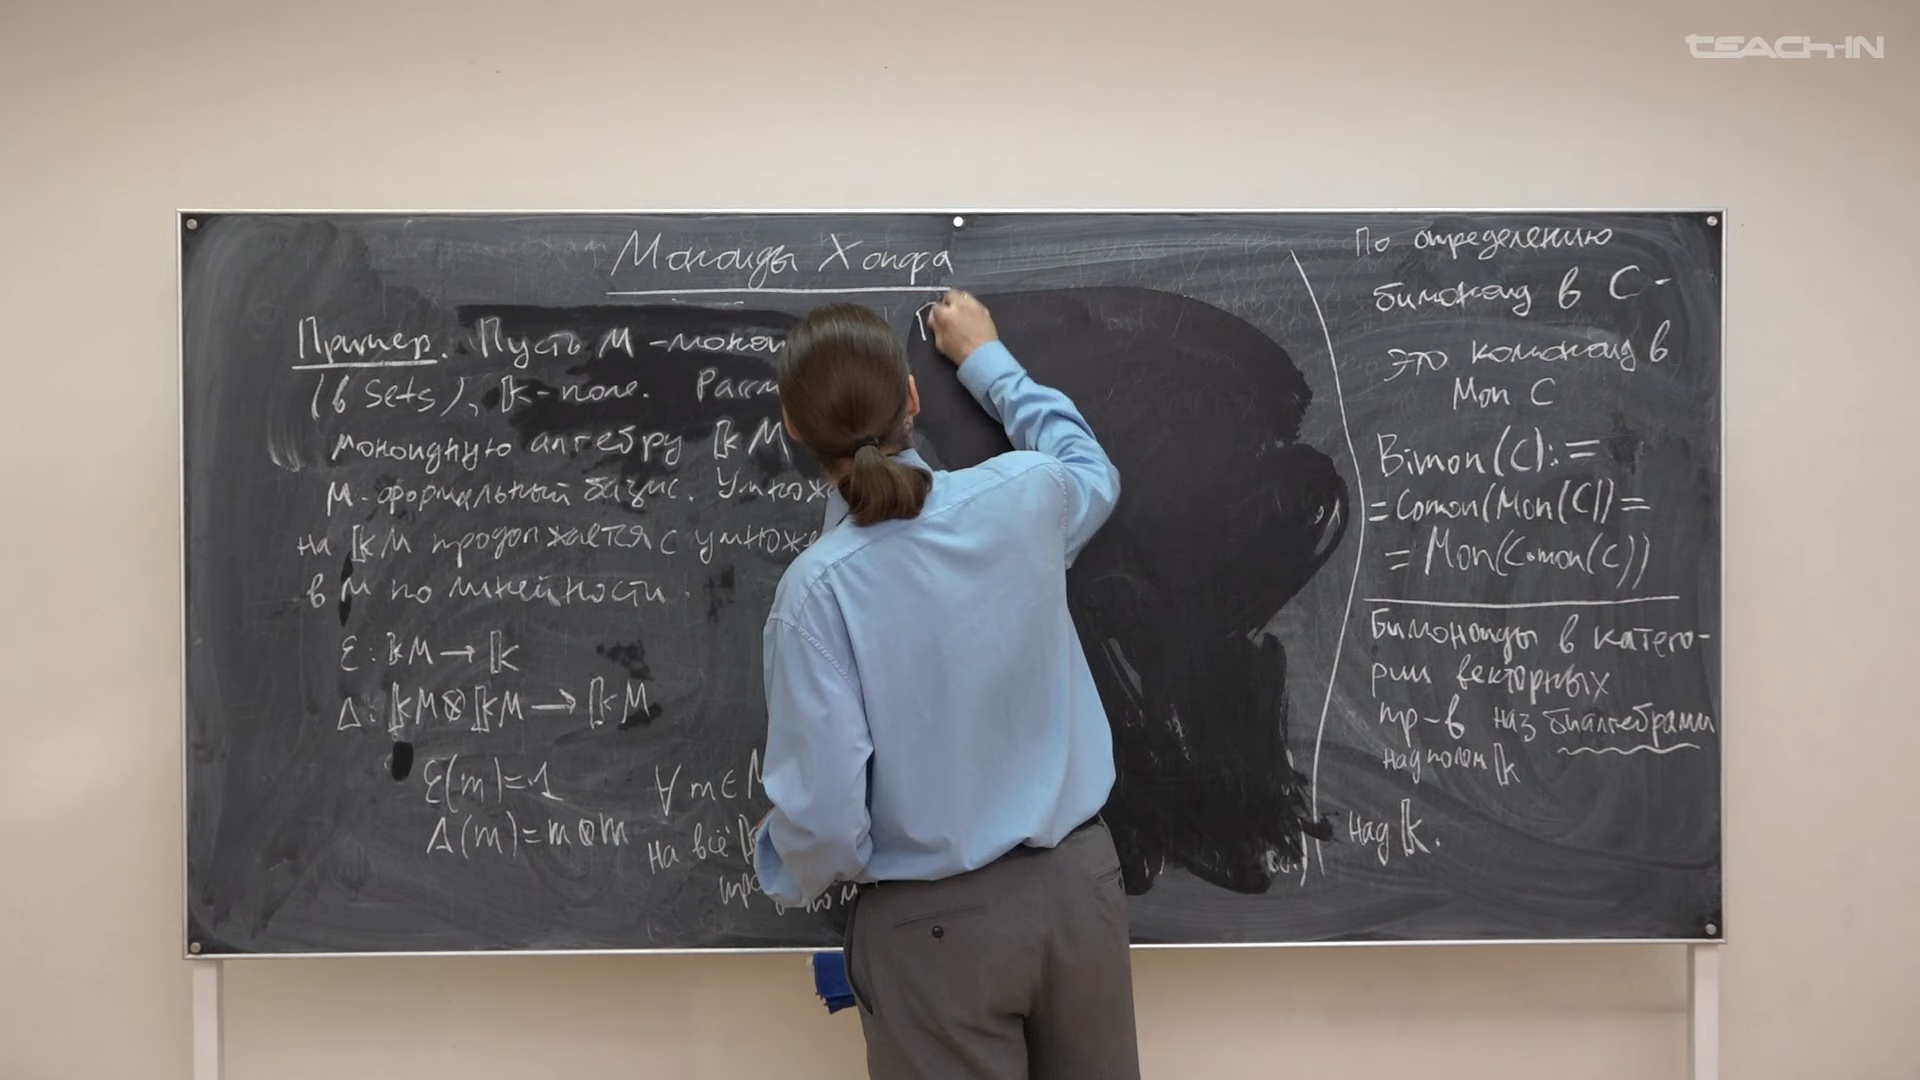 TEACH-IN
Моноиды Хопфа
Пример. Пусть M - моно
(в Sets), 𝕜 - поле. Рассм
моноидную алгебру 𝕜M
M - формальный базис. Умнож
на 𝕜M продолжается с умноже
в M по линейности.
ε: 𝕜M → 𝕜
Δ: 𝕜M⊗𝕜M → 𝕜M
ε(m)=1 ∀ m∈M
Δ(m)=m⊗m
на всё
По определению
бимоноид в C -
это комоноид в
Mon C
Bimon(C):=
=Comon(Mon(C))=
= Mon(Comon(C))
Бимоноиды в катего-
рии векторных
пр-в наз биалгебрами
над полем 𝕜
над 𝕜.